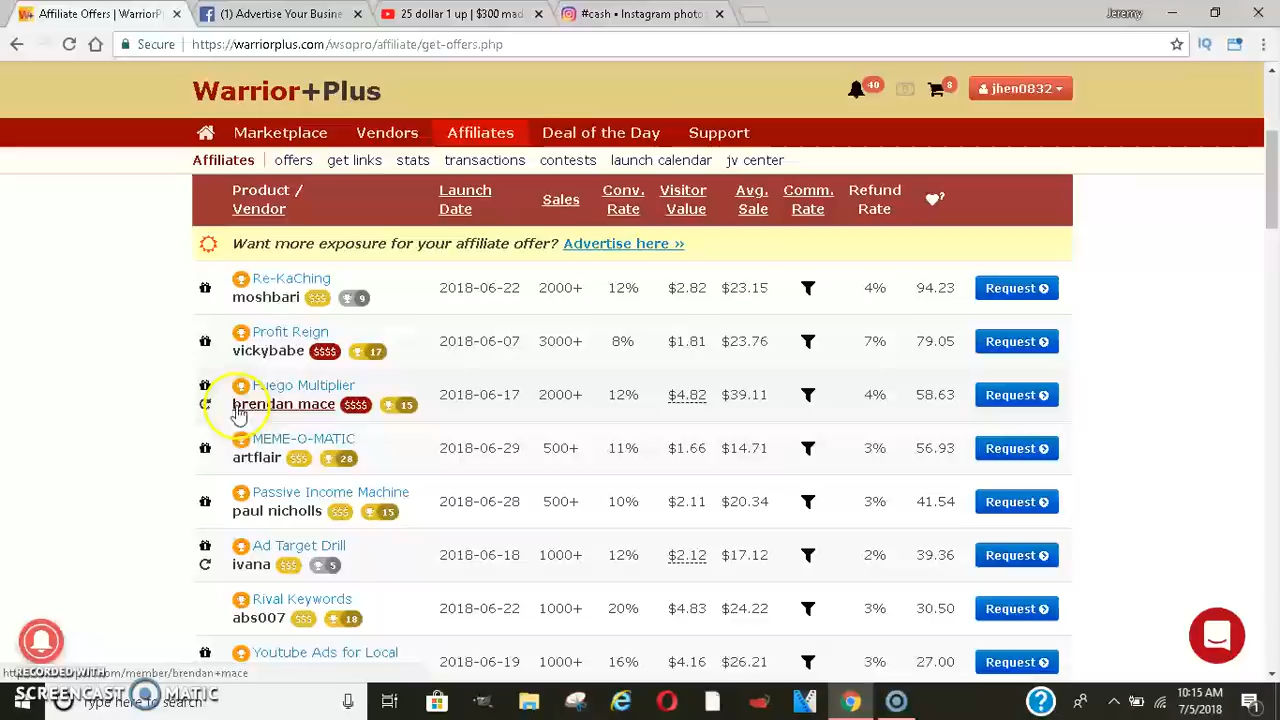 Affiliate Offers | WarriorPl
Advertise Your Busine
25 dollar 1 up | $300 mad
#cash • Instagram photo
Jeremy
Secure
https://warriorplus.com/wsopro/affiliate/get-offers.php
Warrior+Plus
40
8
jhen0832
Marketplace
Vendors
Affiliates
Deal of the Day
Support
Affiliates
offers
get links
stats
transactions
contests
launch calendar
jv center
Product / Vendor
Launch Date
Sales
Conv. Rate
Visitor Value
Avg. Sale
Comm. Rate
Refund Rate
?
Want more exposure for your affiliate offer? Advertise here »
Re-KaChing
moshbari $$$ 9
2018-06-22 2000+ 12% $2.82 $23.15 4% 94.23 Request
Profit Reign
vickybabe $$$$ 17
2018-06-07 3000+ 8% $1.81 $23.76 7% 79.05 Request
Fuego Multiplier
brendan mace $$$$ 15
2018-06-17 2000+ 12% $4.82 $39.11 4% 58.63 Request
MEME-O-MATIC
artflair $$$ 28
2018-06-29 500+ 11% $1.66 $14.71 3% 56.93 Request
Passive Income Machine
paul nicholls $$$ 15
2018-06-28 500+ 10% $2.11 $20.34 3% 41.54 Request
Ad Target Drill
ivana $$$ 5
2018-06-18 1000+ 12% $2.12 $17.12 2% 39.36 Request
Rival Keywords
abs007 $$$ 18
2018-06-22 1000+ 20% $4.83 $24.22 3% 30.50 Request
Youtube Ads for Local
2018-06-19 1000+ 16% $4.18 $26.21 3% 27.00 Request
om/member/brendan+mace
RECORDED WITH
SCREENCAST MATIC
Type here to search
10:15 AM
7/5/2018